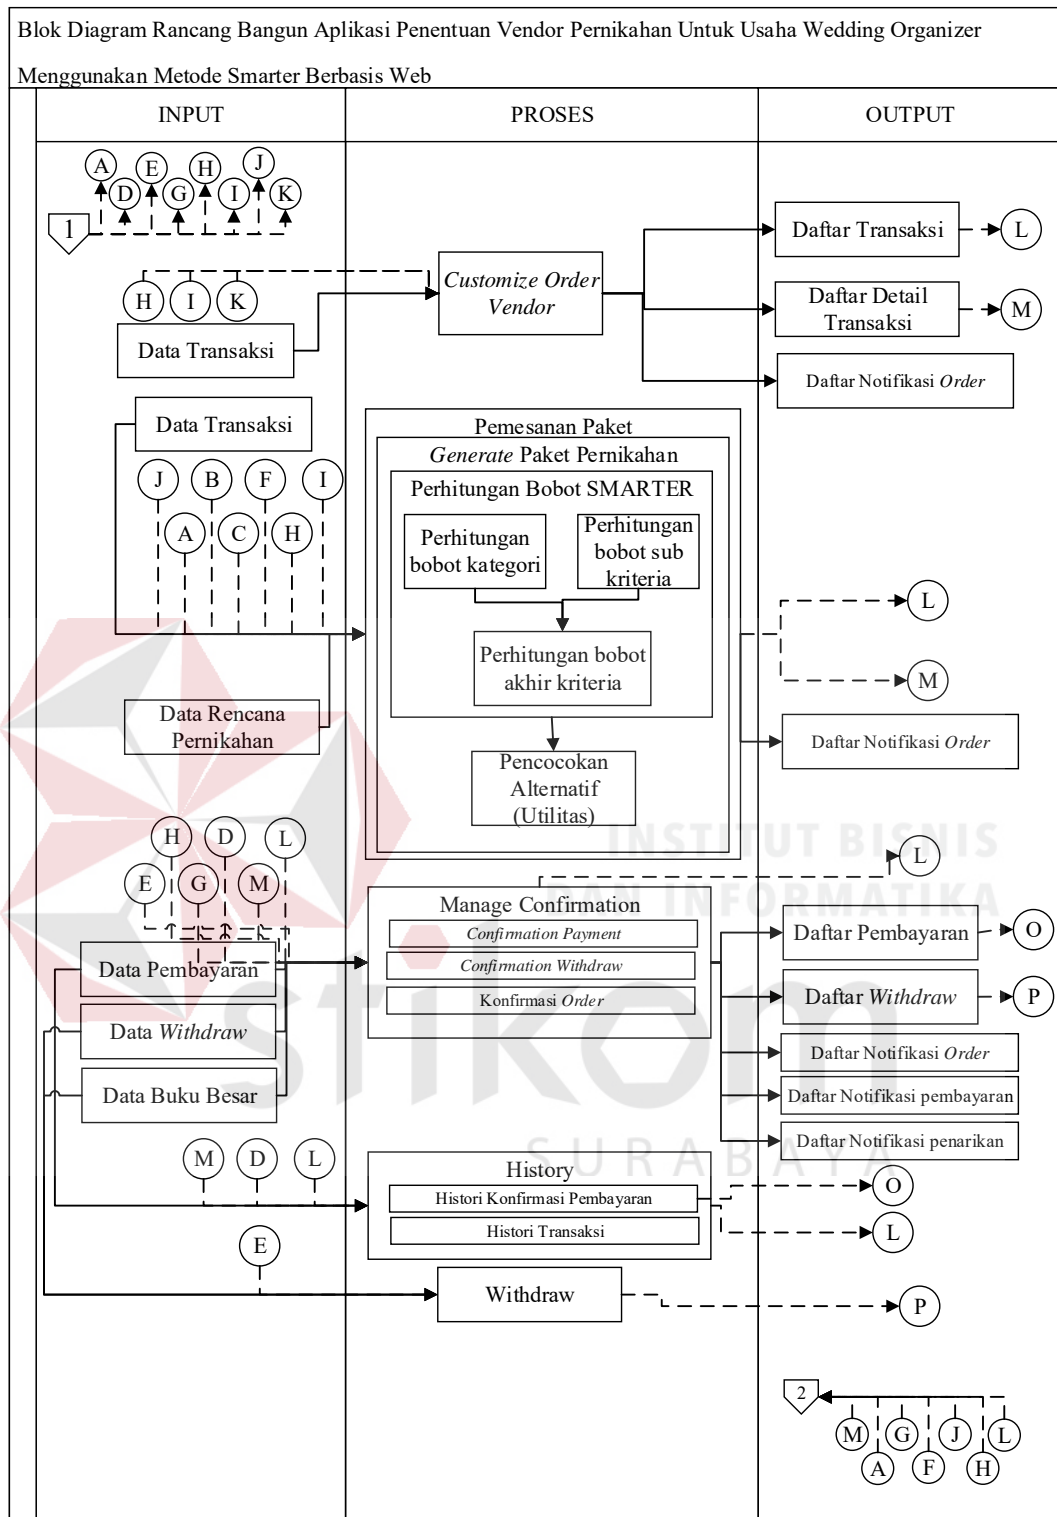 Blok Diagram Rancang Bangun Aplikasi Penentuan Vendor Pernikahan Untuk Usaha Wedding Organizer
Menggunakan Metode Smarter Berbasis Web
INPUT
PROSES
OUTPUT
A
E
H
J
D
G
I
K
1
H
I
K
Data Transaksi
Customize Order
Vendor
Daftar Transaksi
L
Daftar Detail
Transaksi
M
Daftar Notifikasi Order
Data Transaksi
J
B
F
I
A
C
H
Data Rencana
Pernikahan
Pemesanan Paket
Generate Paket Pernikahan
Perhitungan Bobot SMARTER
Perhitungan
bobot kategori
Perhitungan
bobot sub
kriteria
Perhitungan bobot
akhir kriteria
Pencocokan
Alternatif
(Utilitas)
L
M
Daftar Notifikasi Order
INSTITUT BISNIS
DAN INFORMATIKA
stikom
SURABAYA
H
D
L
E
G
M
Data Pembayaran
Data Withdraw
Data Buku Besar
Manage Confirmation
Confirmation Payment
Confirmation Withdraw
Konfirmasi Order
L
Daftar Pembayaran
O
Daftar Withdraw
P
Daftar Notifikasi Order
Daftar Notifikasi pembayaran
Daftar Notifikasi penarikan
M
D
L
History
Histori Konfirmasi Pembayaran
Histori Transaksi
O
L
E
Withdraw
P
2
M
G
J
L
A
F
H